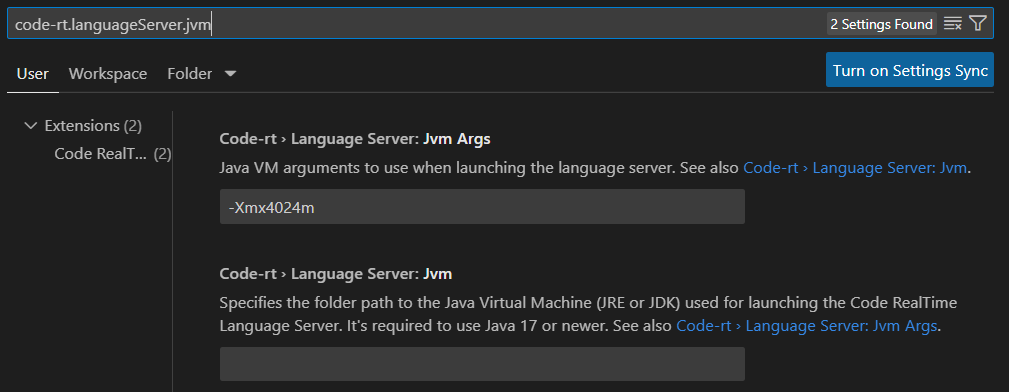 code-rt.languageServer.jvm
2 Settings Found
User Workspace Folder
Turn on Settings Sync
Extensions (2)
Code RealT... (2)
Code-rt › Language Server: Jvm Args
Java VM arguments to use when launching the language server. See also Code-rt › Language Server: Jvm.
-Xmx4024m
Code-rt › Language Server: Jvm
Specifies the folder path to the Java Virtual Machine (JRE or JDK) used for launching the Code RealTime
Language Server. It's required to use Java 17 or newer. See also Code-rt › Language Server: Jvm Args.